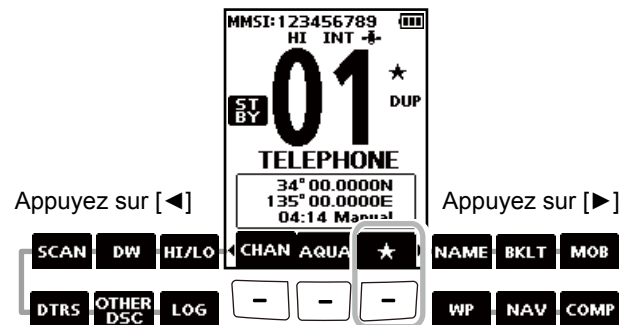 MMSI:123456789
HI INT
01
★
DUP
ST
BY
TELEPHONE
34°00.0000N
135°00.0000E
04:14 Manual
Appuyez sur [◄]
Appuyez sur [►]
SCAN DW HI/LO CHAN AQUA ★ NAME BKLT MOB
DTRS OTHER DSC LOG - - - WP NAV COMP